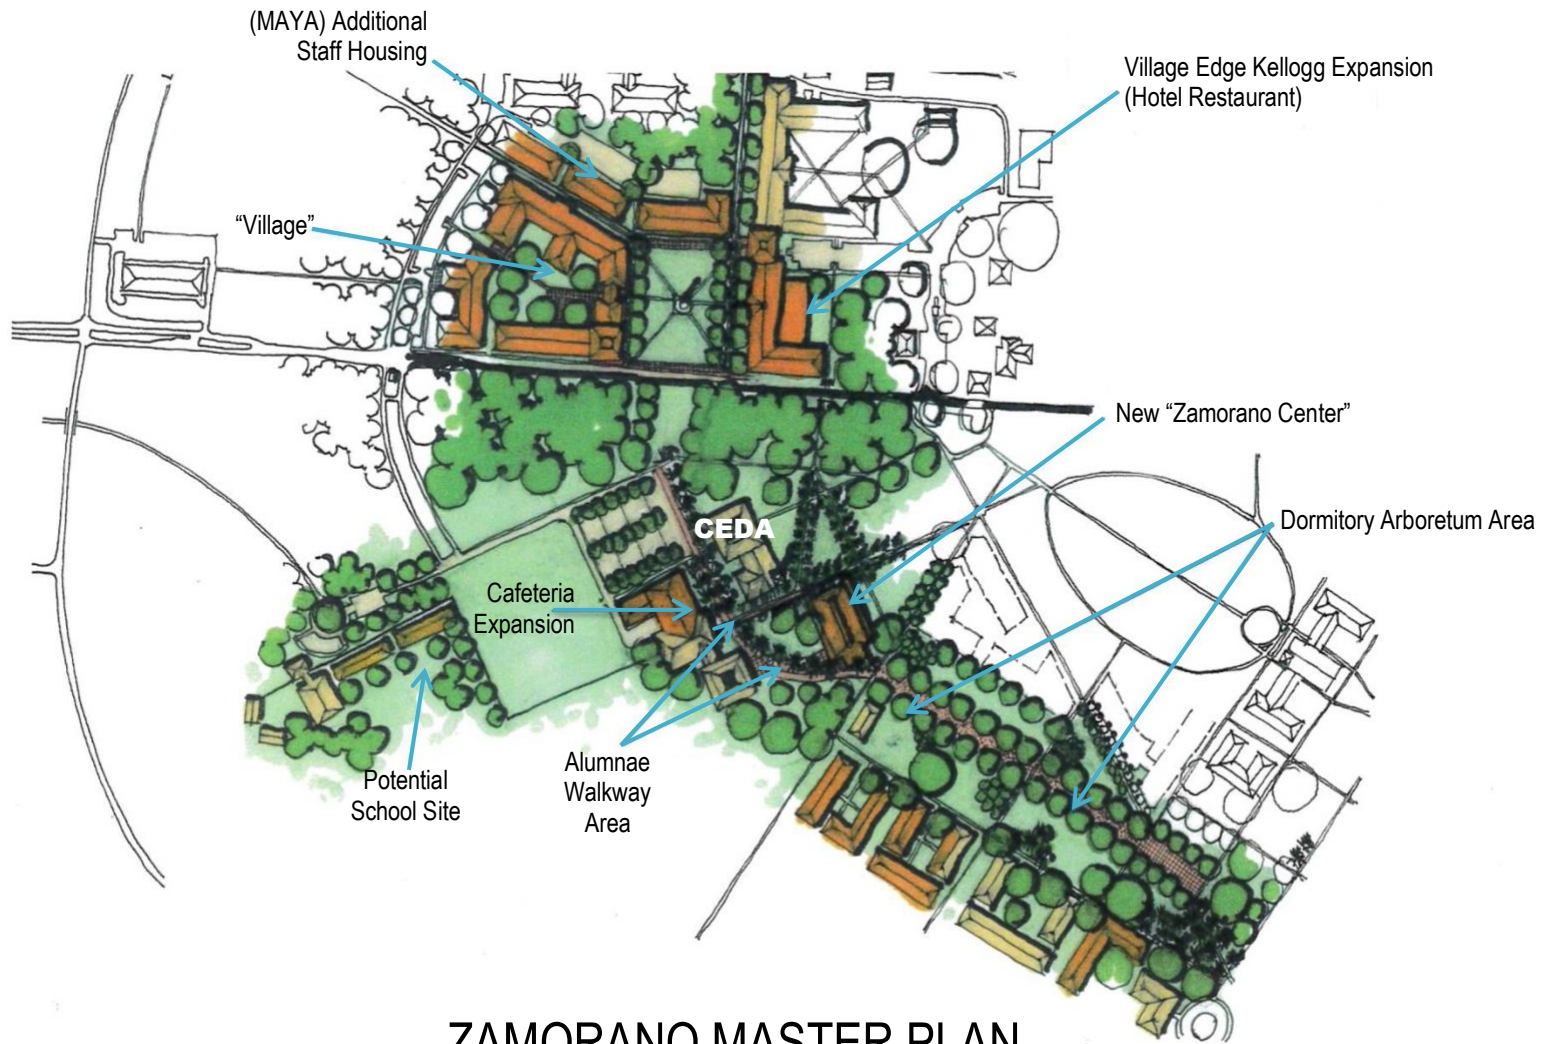 (MAYA) Additional
Staff Housing
Village Edge Kellogg Expansion
(Hotel Restaurant)
“Village”
New “Zamorano Center”
CEDA
Dormitory Arboretum Area
Cafeteria
Expansion
Potential
School Site
Alumnae
Walkway
Area
ZAMORANO MASTER PLAN